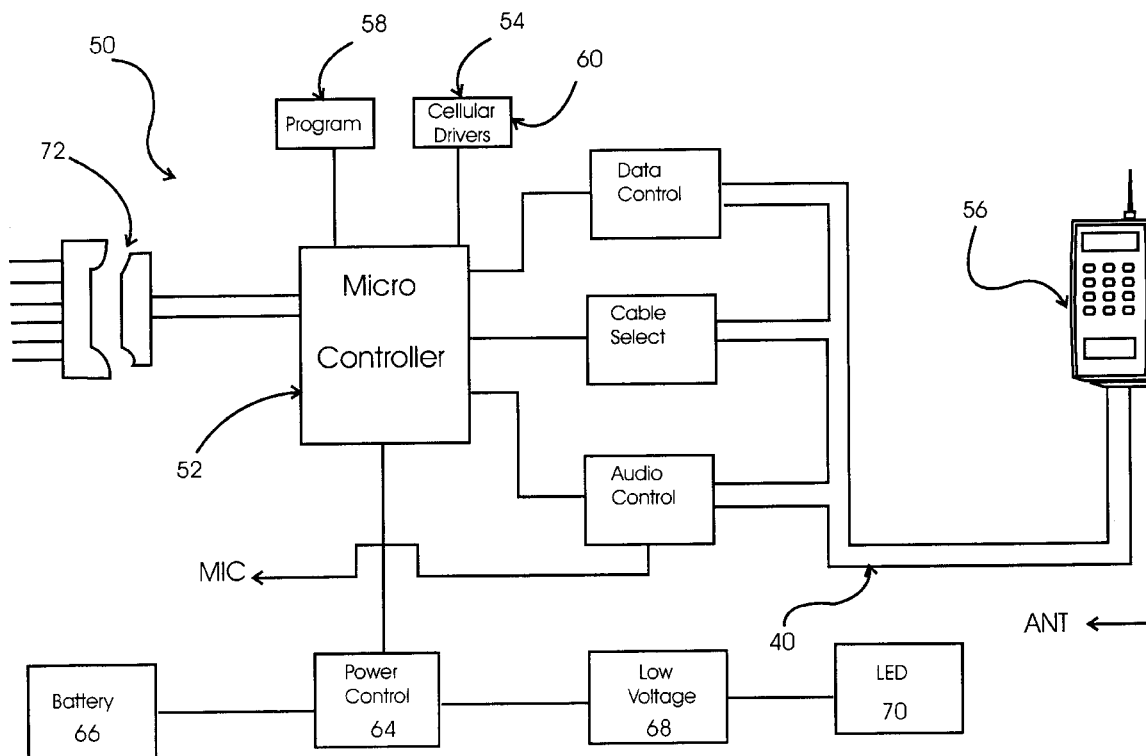 58
54
50
60
Program
Cellular
Drivers
72
Data
Control
56
Micro
Controller
Cable
Select
52
Audio
Control
MIC
40
ANT
Battery
66
Power
Control
64
Low
Voltage
68
LED
70